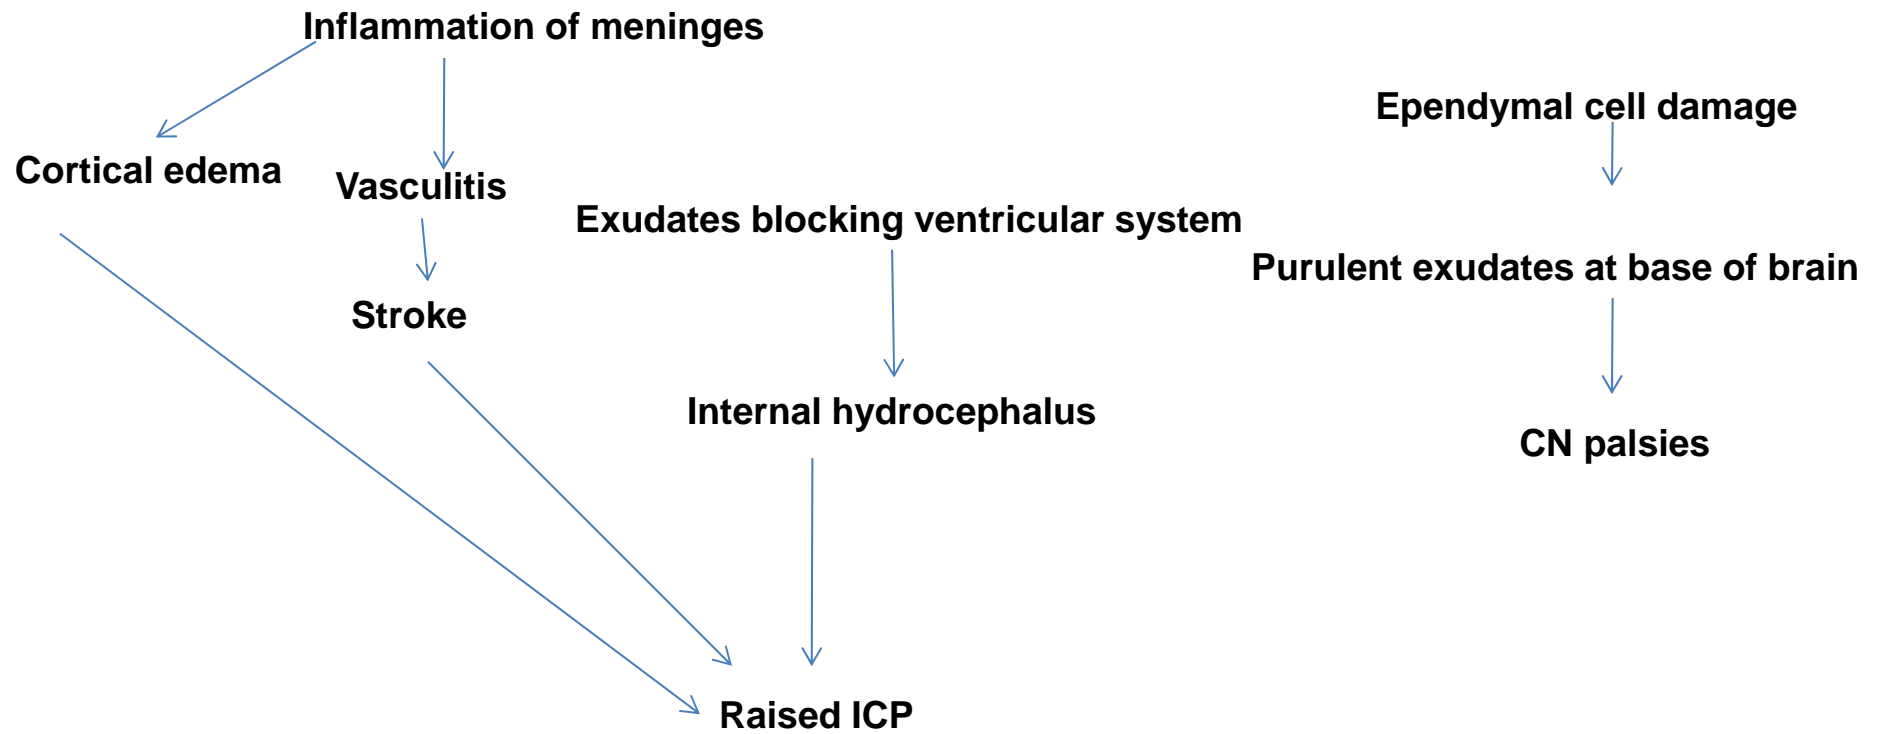 Inflammation of meninges
Ependymal cell damage
Cortical edema
Vasculitis
Exudates blocking ventricular system
Purulent exudates at base of brain
Stroke
Internal hydrocephalus
CN palsies
Raised ICP